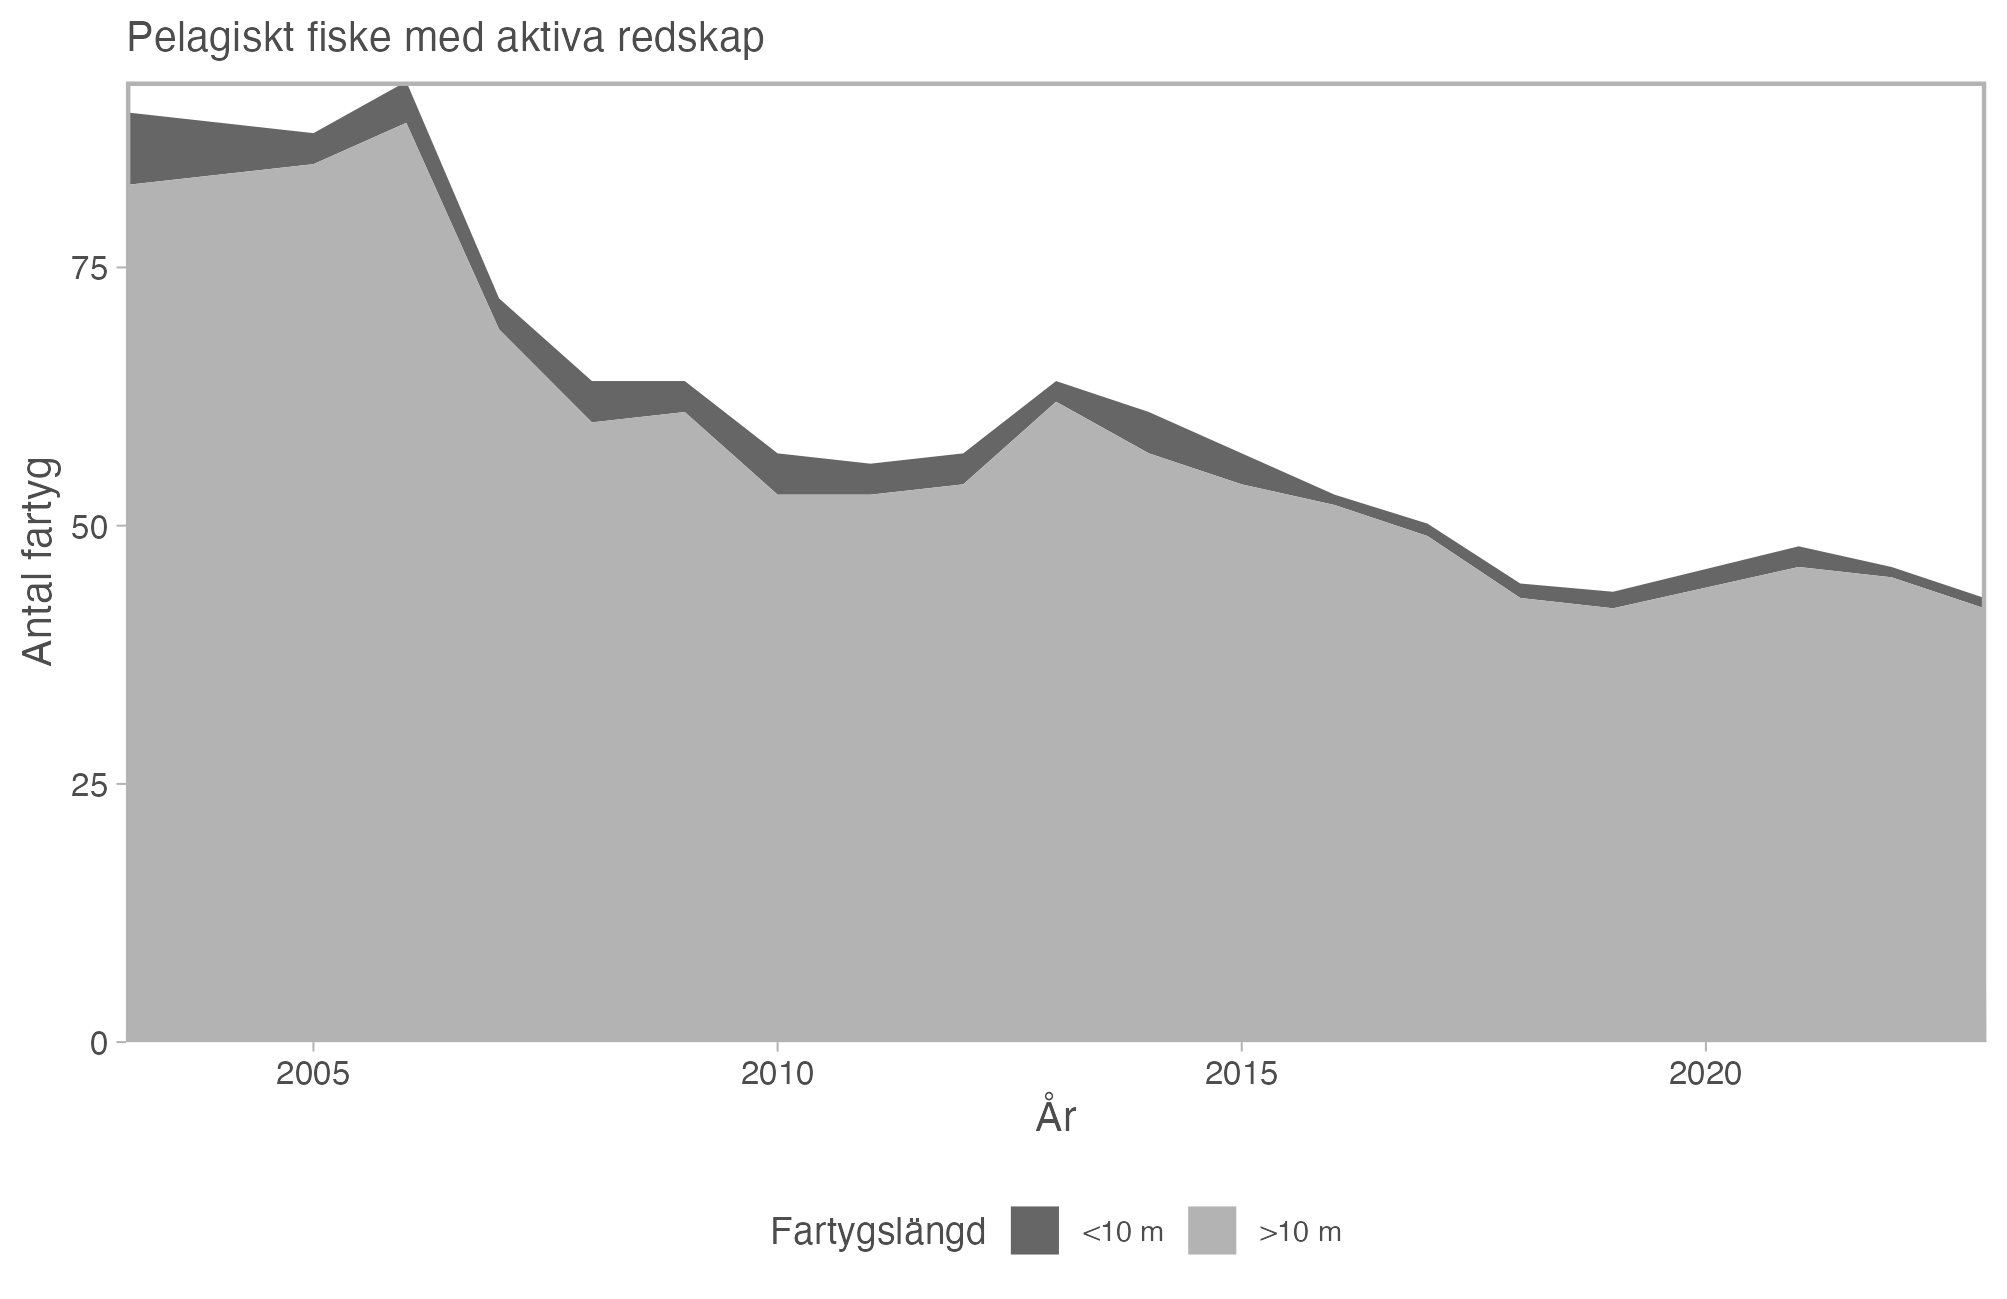 Pelagiskt fiske med aktiva redskap
Antal fartyg
75
50
25
0
2005 2010 2015 2020
År
Fartygslängd <10 m >10 m